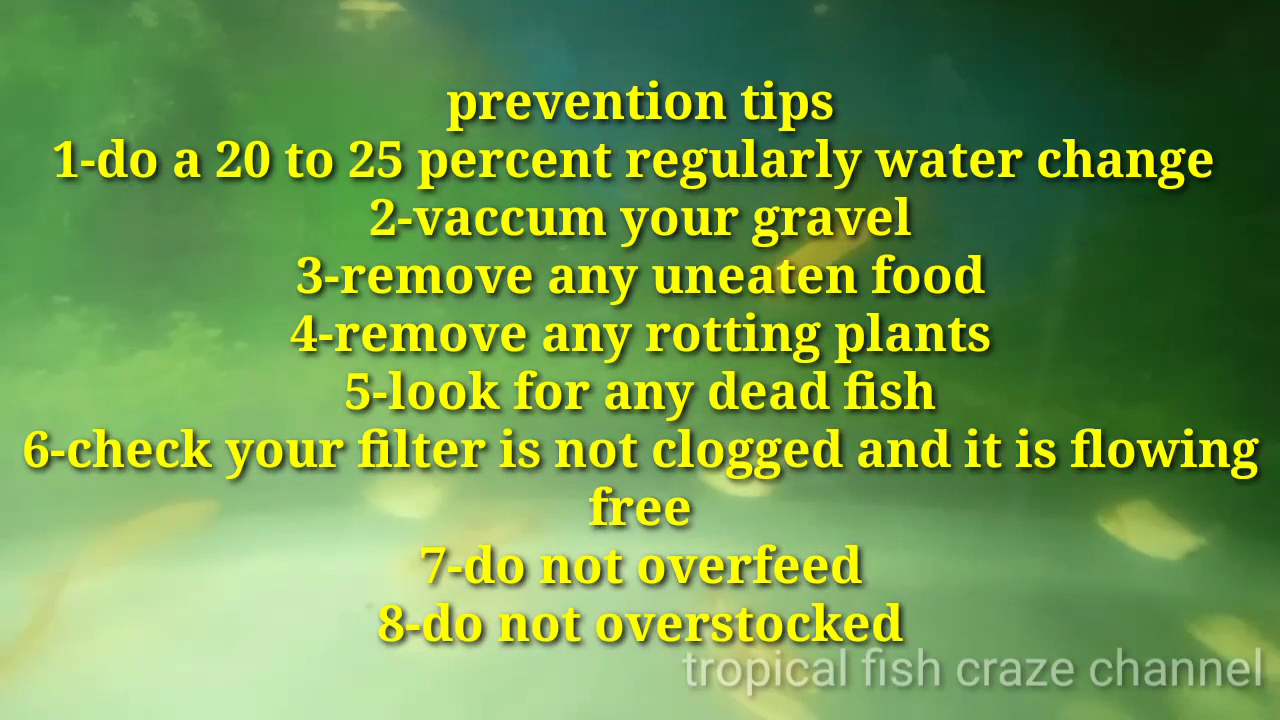 prevention tips
1-do a 20 to 25 percent regularly water change
2-vaccum your gravel
3-remove any uneaten food
4-remove any rotting plants
5-look for any dead fish
6-check your filter is not clogged and it is flowing
free
7-do not overfeed
8-do not overstocked
tropical fish craze channel